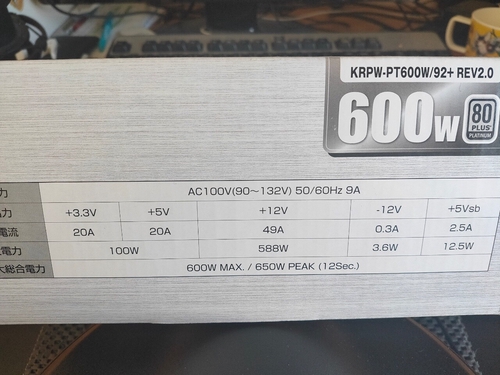 KRPW-PT600W/92+ REV2.0
600W
80
PLUS
PLATINUM
力 AC100V(90～132V) 50/60Hz 9A
力 +3.3V +5V +12V -12V +5Vsb
電流 20A 20A 49A 0.3A 2.5A
電力 100W 588W 3.6W 12.5W
大総合電力 600W MAX. / 650W PEAK (12Sec.)